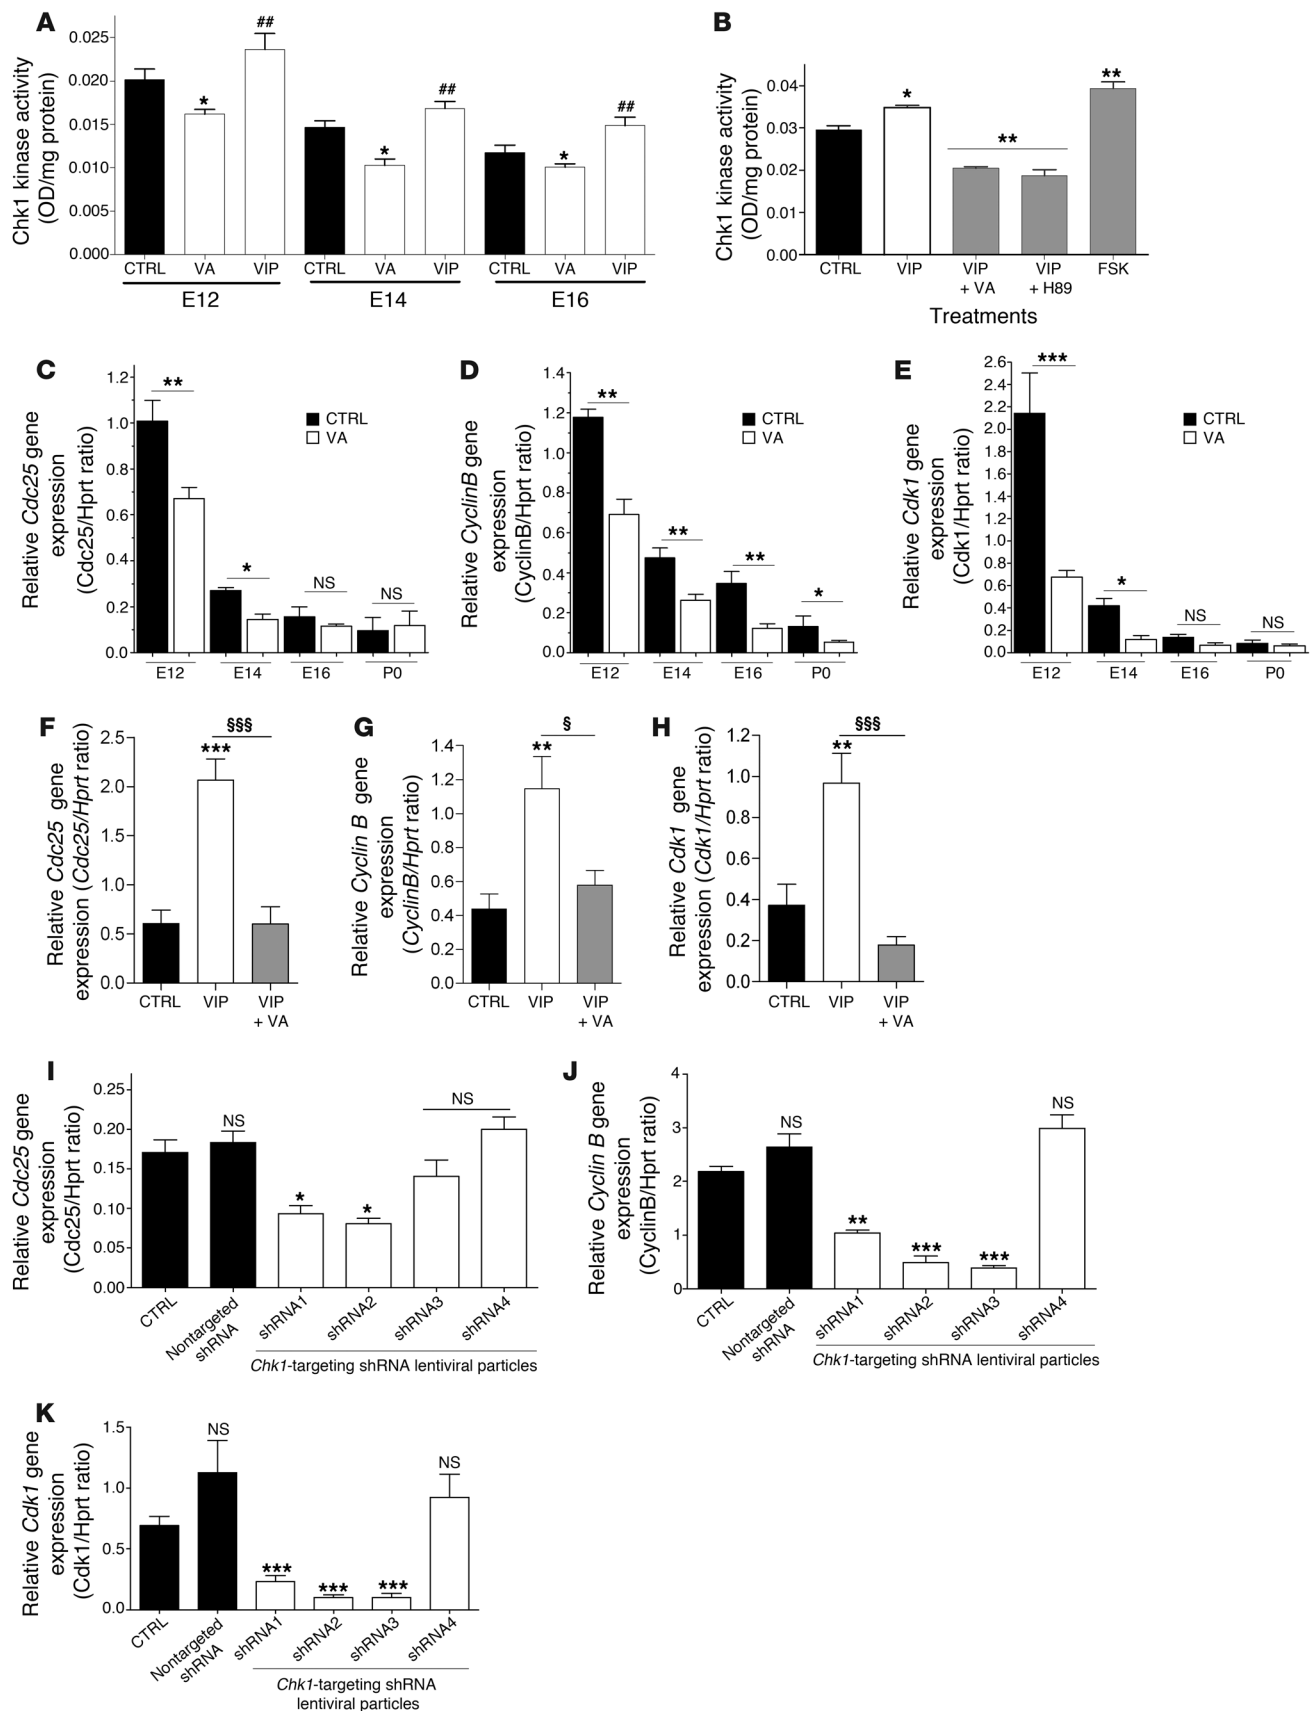 A
Chk1 kinase activity
(OD/mg protein)
0.025
0.020
0.015
0.010
0.005
0.000
*
##
*
##
*
##
CTRL VA VIP CTRL VA VIP CTRL VA VIP
E12 E14 E16
B
Chk1 kinase activity
(OD/mg protein)
0.04
0.03
0.02
0.01
0.00
*
**
**
CTRL VIP VIP VIP FSK
+ VA + H89
Treatments
C
Relative Cdc25 gene
expression
(Cdc25/Hprt ratio)
1.2
1.0
0.8
0.6
0.4
0.2
0.0
**
*
NS
NS
CTRL
VA
E12 E14 E16 P0
D
Relative CyclinB gene
expression
(CyclinB/Hprt ratio)
1.4
1.2
1.0
0.8
0.6
0.4
0.2
0.0
**
**
**
*
CTRL
VA
E12 E14 E16 P0
E
Relative Cdk1 gene
expression
(Cdk1/Hprt ratio)
2.6
2.4
2.2
2.0
1.8
1.6
1.4
1.2
1.0
0.8
0.6
0.4
0.2
0.0
***
*
NS
NS
CTRL
VA
E12 E14 E16 P0
F
Relative Cdc25 gene
expression (Cdc25/Hprt ratio)
2.5
2.0
1.5
1.0
0.5
0.0
§§§
***
CTRL VIP VIP
+ VA
G
Relative Cyclin B gene
expression
(CyclinB/Hprt ratio)
1.4
1.2
1.0
0.8
0.6
0.4
0.2
0.0
§
**
CTRL VIP VIP
+ VA
H
Relative Cdk1 gene
expression (Cdk1/Hprt ratio)
1.2
1.0
0.8
0.6
0.4
0.2
0.0
§§§
**
CTRL VIP VIP
+ VA
I
Relative Cdc25 gene
expression
(Cdc25/Hprt ratio)
0.25
0.20
0.15
0.10
0.05
0.00
NS
*
*
NS
CTRL
Nontargeted
shRNA
shRNA1
shRNA2
shRNA3
shRNA4
Chk1-targeting shRNA lentiviral particles
J
Relative Cyclin B gene
expression
(CyclinB/Hprt ratio)
4
3
2
1
0
NS
**
***
***
NS
CTRL
Nontargeted
shRNA
shRNA1
shRNA2
shRNA3
shRNA4
Chk1-targeting shRNA lentiviral particles
K
Relative Cdk1 gene
expression
(Cdk1/Hprt ratio)
1.5
1.0
0.5
0.0
NS
***
***
***
NS
CTRL
Nontargeted
shRNA
shRNA1
shRNA2
shRNA3
shRNA4
Chk1-targeting shRNA
lentiviral particles